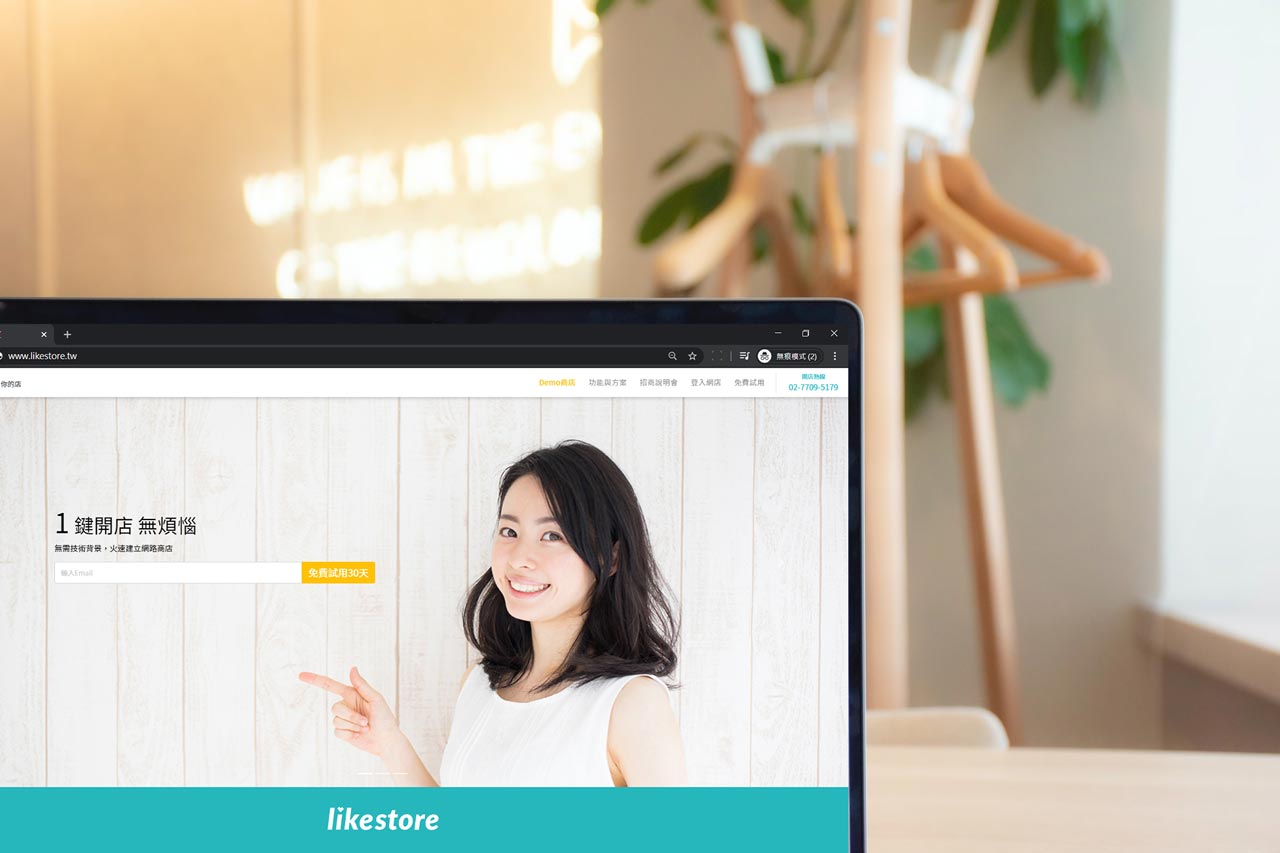 www.likestore.tw
無痕模式 (2)
你的店
Demo商店
功能與方案
招商說明會
登入網店
免費試用
開店熱線
02-7709-5179
1 鍵開店 無煩惱
無需技術背景，火速建立網路商店
輸入Email
免費試用30天
likestore